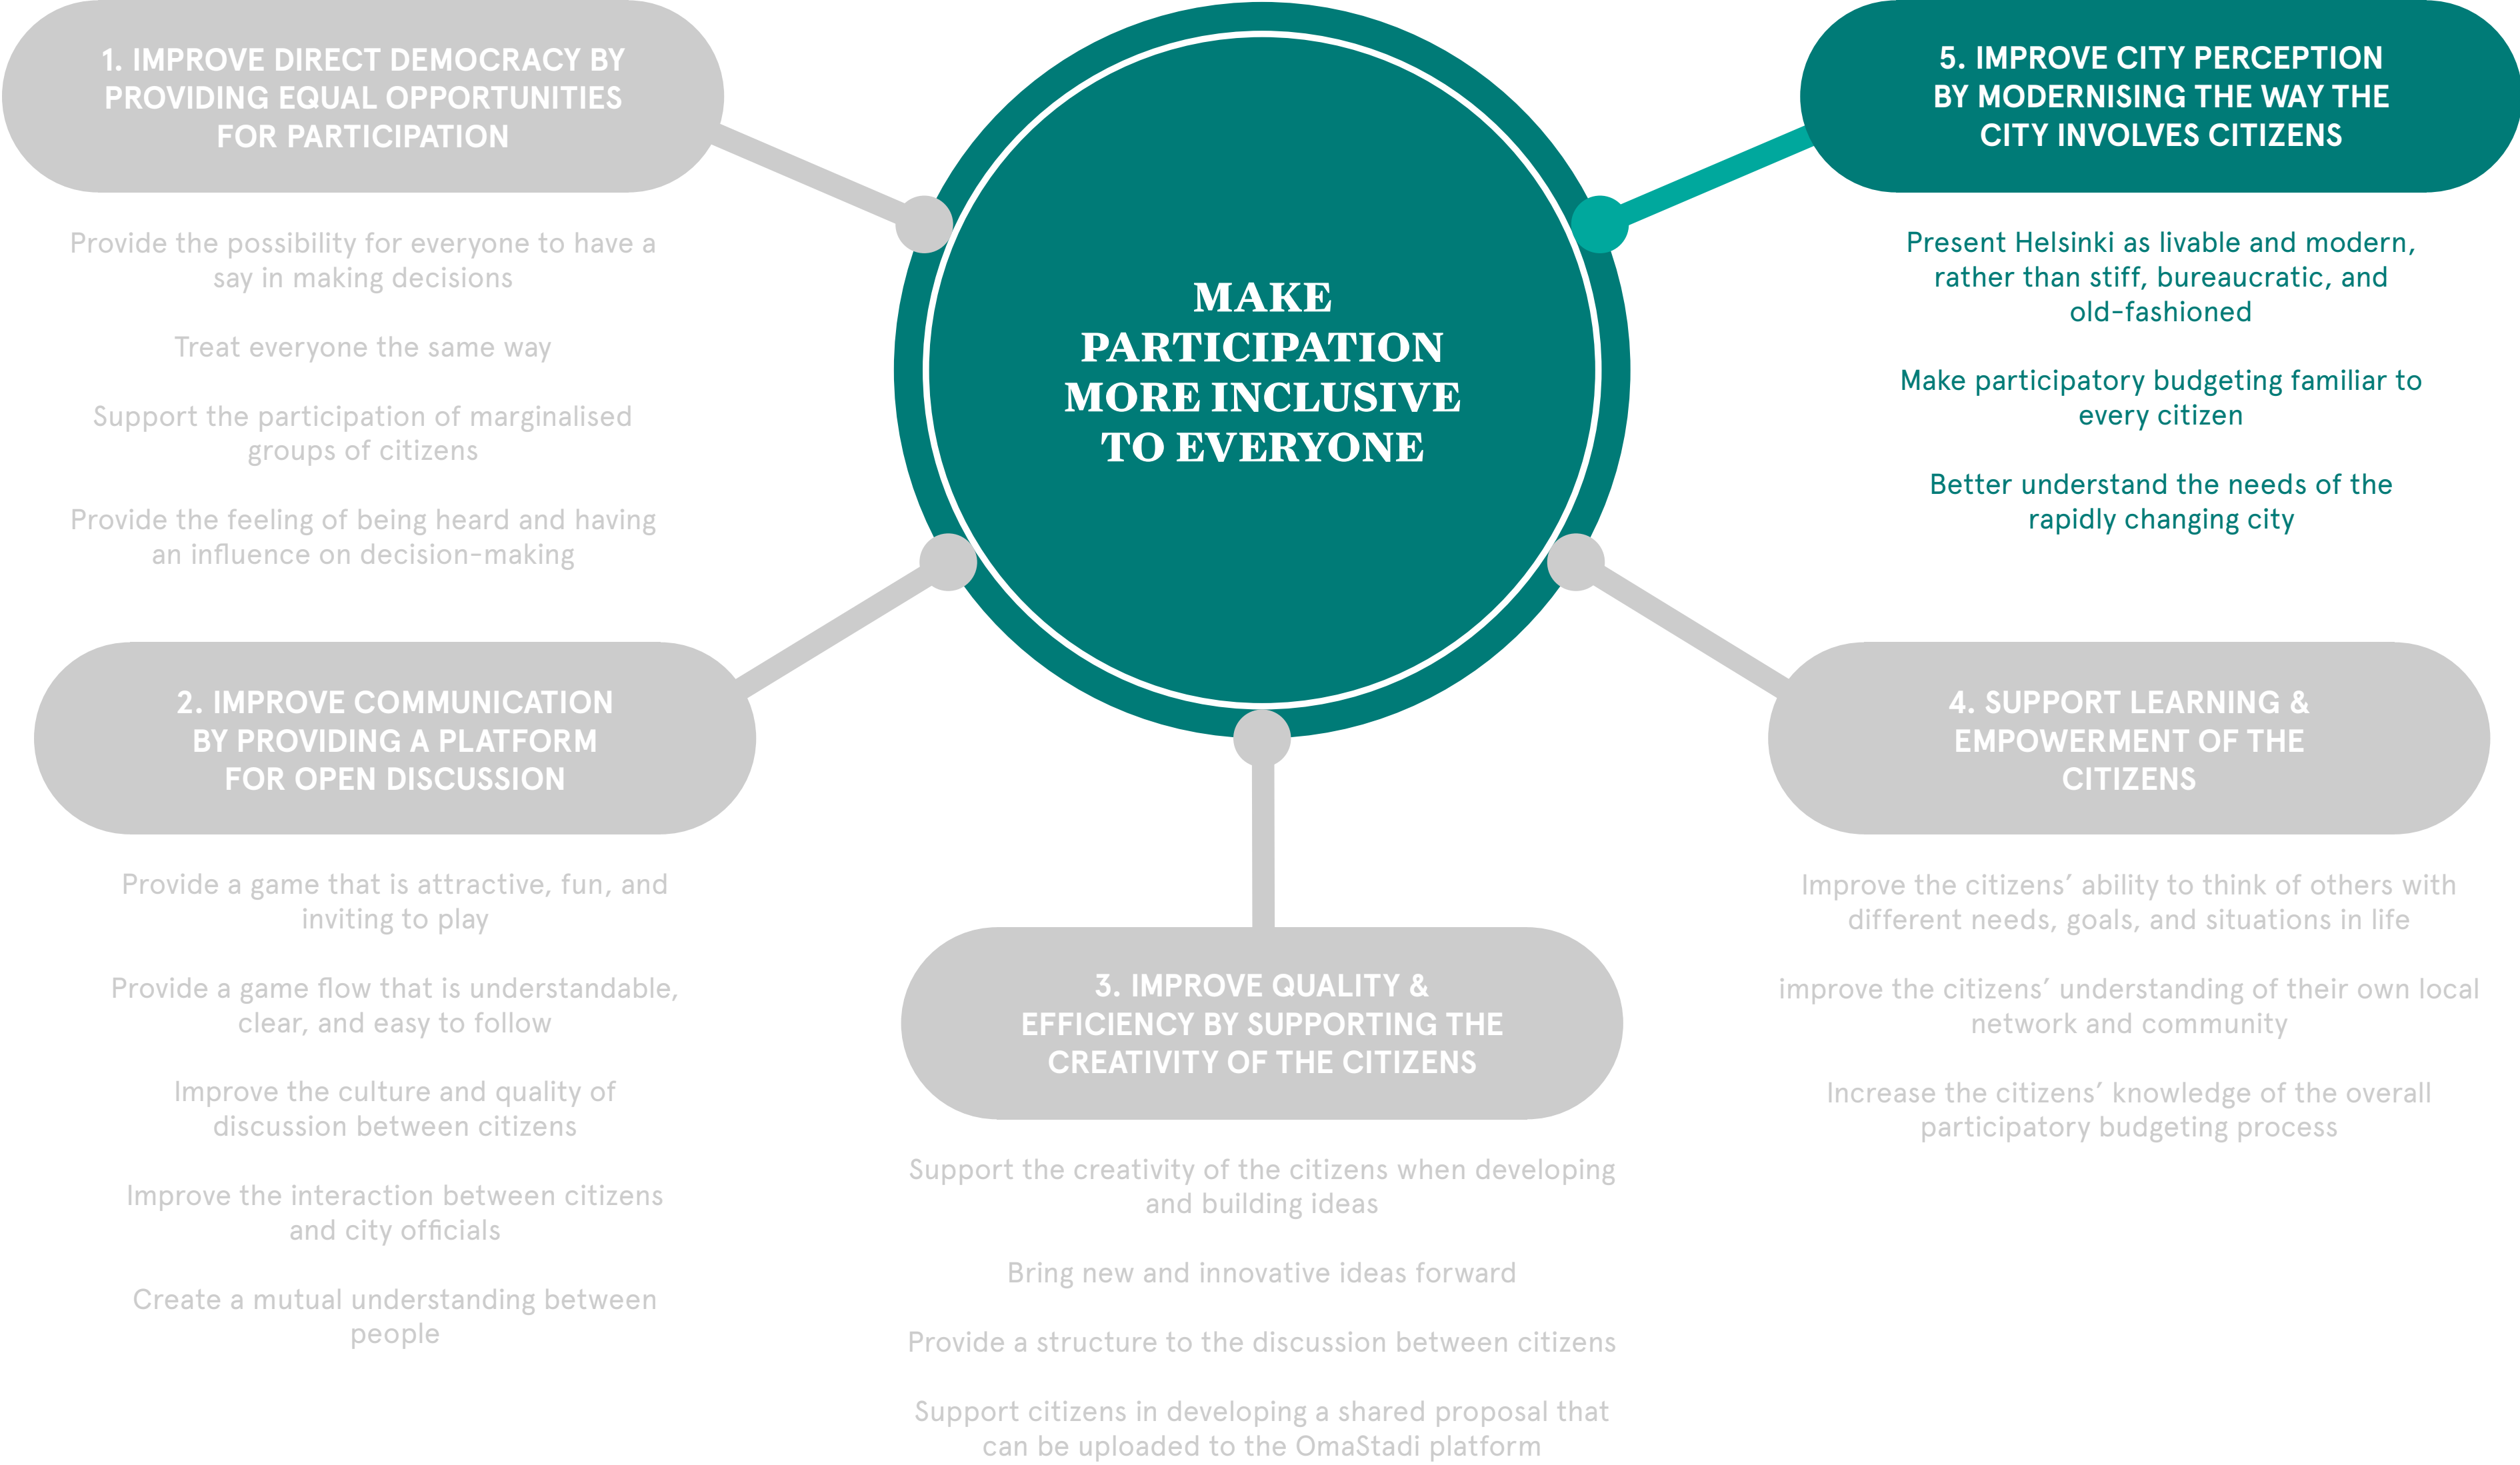 1. IMPROVE DIRECT DEMOCRACY BY
PROVIDING EQUAL OPPORTUNITIES
FOR PARTICIPATION
Provide the possibility for everyone to have a
say in making decisions
Treat everyone the same way
Support the participation of marginalised
groups of citizens
Provide the feeling of being heard and having
an influence on decision-making
2. IMPROVE COMMUNICATION
BY PROVIDING A PLATFORM
FOR OPEN DISCUSSION
Provide a game that is attractive, fun, and
inviting to play
Provide a game flow that is understandable,
clear, and easy to follow
Improve the culture and quality of
discussion between citizens
Improve the interaction between citizens
and city officials
Create a mutual understanding between
people
MAKE
PARTICIPATION
MORE INCLUSIVE
TO EVERYONE
3. IMPROVE QUALITY &
EFFICIENCY BY SUPPORTING THE
CREATIVITY OF THE CITIZENS
Support the creativity of the citizens when developing
and building ideas
Bring new and innovative ideas forward
Provide a structure to the discussion between citizens
Support citizens in developing a shared proposal that
can be uploaded to the OmaStadi platform
5. IMPROVE CITY PERCEPTION
BY MODERNISING THE WAY THE
CITY INVOLVES CITIZENS
Present Helsinki as livable and modern,
rather than stiff, bureaucratic, and
old-fashioned
Make participatory budgeting familiar to
every citizen
Better understand the needs of the
rapidly changing city
4. SUPPORT LEARNING &
EMPOWERMENT OF THE
CITIZENS
Improve the citizens’ ability to think of others with
different needs, goals, and situations in life
improve the citizens’ understanding of their own local
network and community
Increase the citizens’ knowledge of the overall
participatory budgeting process